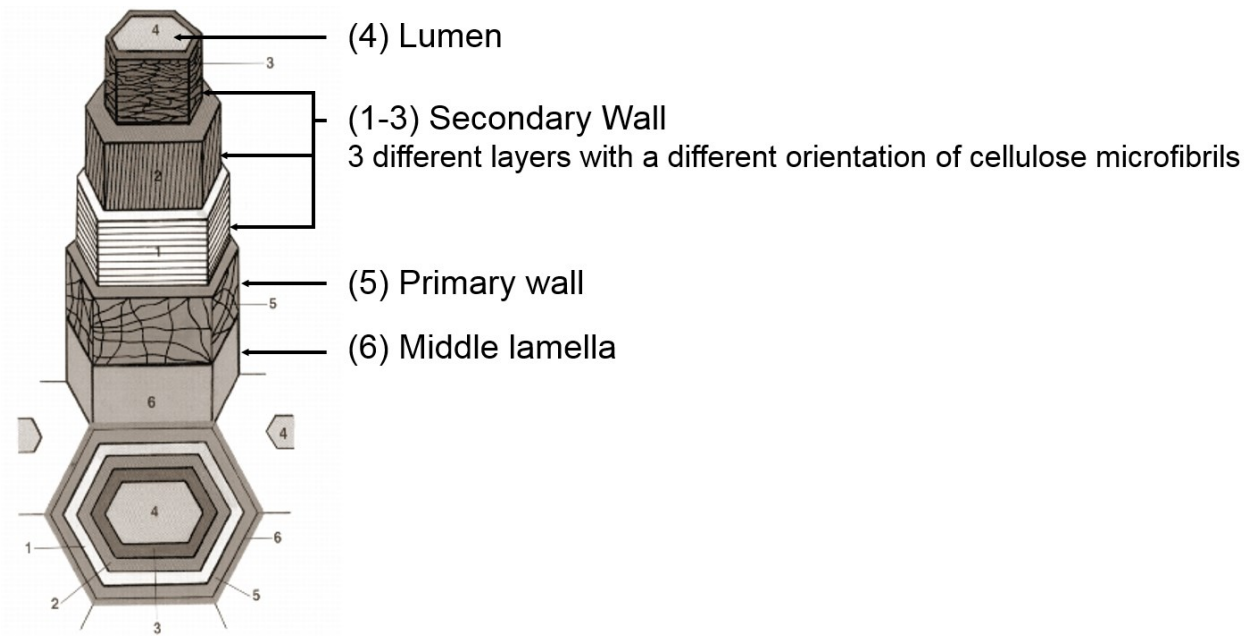 4
(4) Lumen
3
(1-3) Secondary Wall
3 different layers with a different orientation of cellulose microfibrils
2
1
(5) Primary wall
5
(6) Middle lamella
6
4
4
6
1
5
2
3